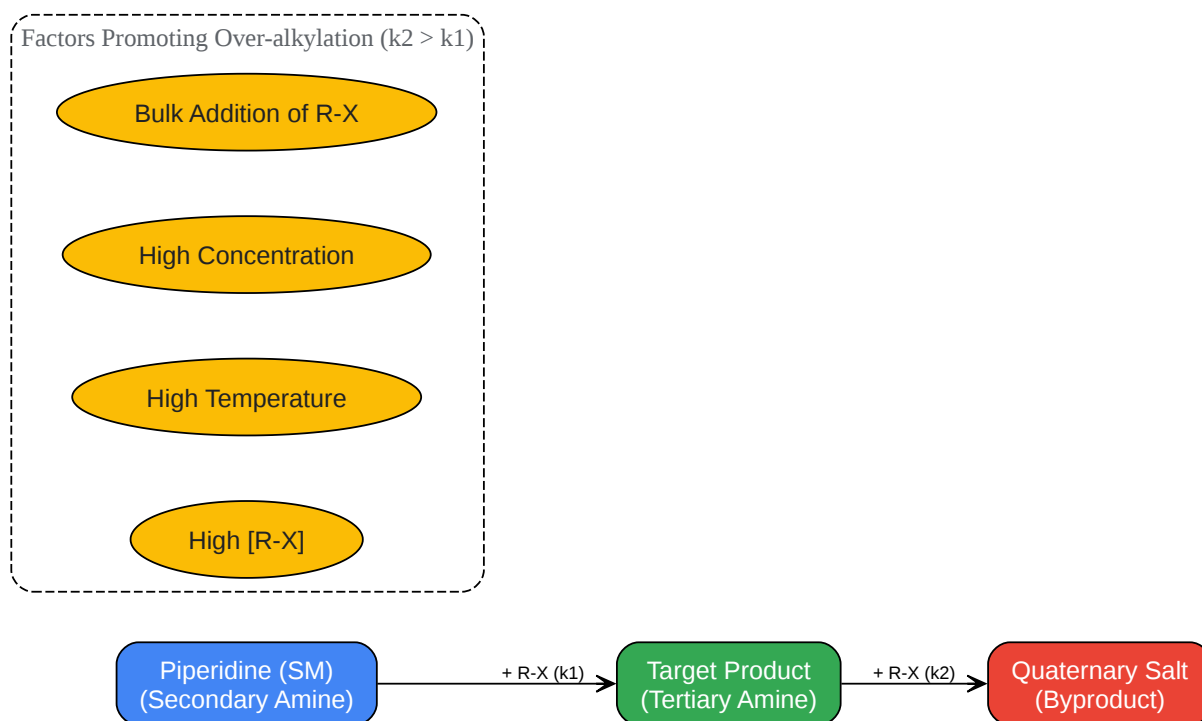 Factors Promoting Over-alkylation (k2 > k1)
Bulk Addition of R-X
High Concentration
High Temperature
High [R-X]
Piperidine (SM)
(Secondary Amine)
+ R-X (k1)
Target Product
(Tertiary Amine)
+ R-X (k2)
Quaternary Salt
(Byproduct)